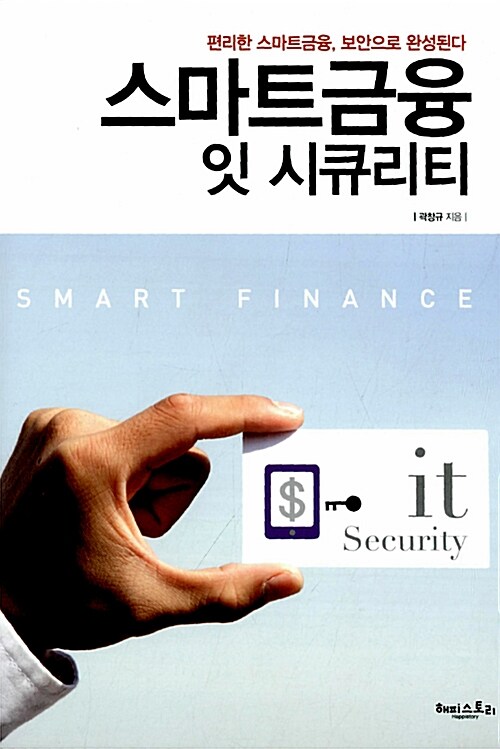 편리한 스마트금융, 보안으로 완성된다
스마트금융
잇 시큐리티
| 곽창규 지음 |
SMART FINANCE
$
it
Security
해피스토리
Happistory